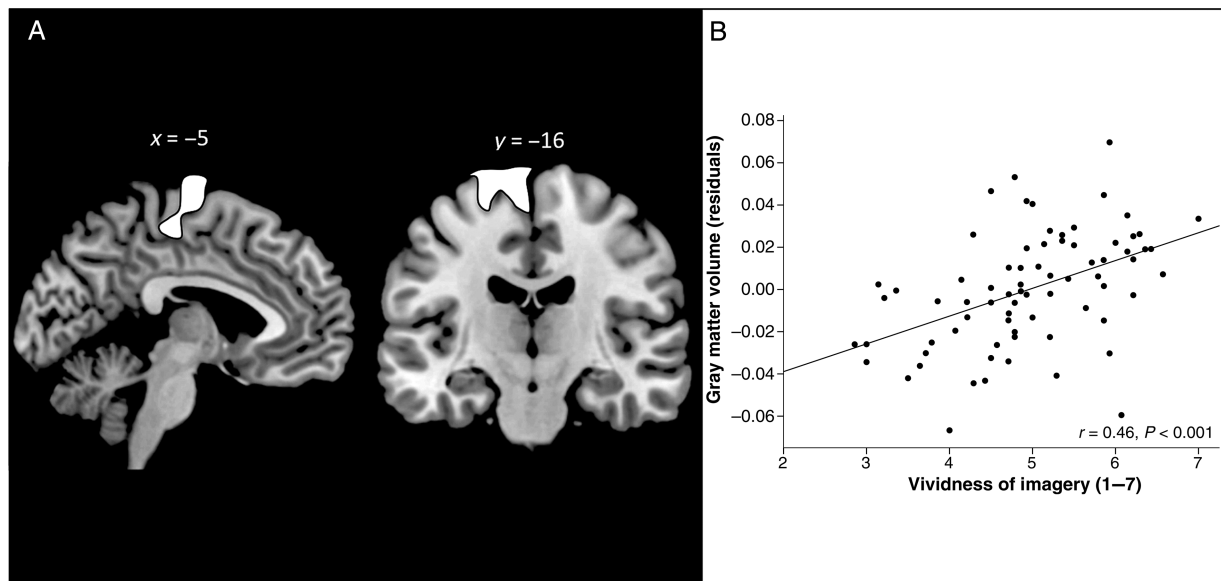 A
x = –5
y = –16
B
Gray matter volume (residuals)
0.08
0.06
0.04
0.02
0.00
–0.02
–0.04
–0.06
r = 0.46, P < 0.001
2 3 4 5 6 7
Vividness of imagery (1–7)